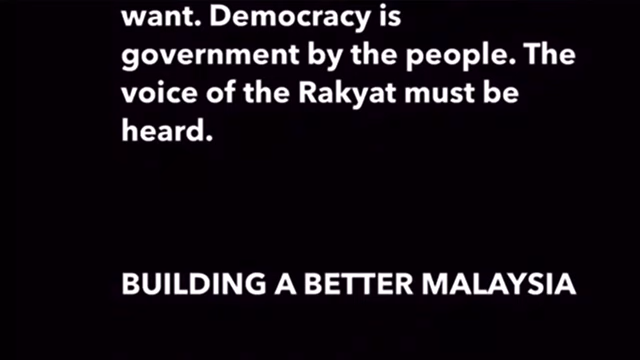 want. Democracy is
government by the people. The
voice of the Rakyat must be
heard.
BUILDING A BETTER MALAYSIA